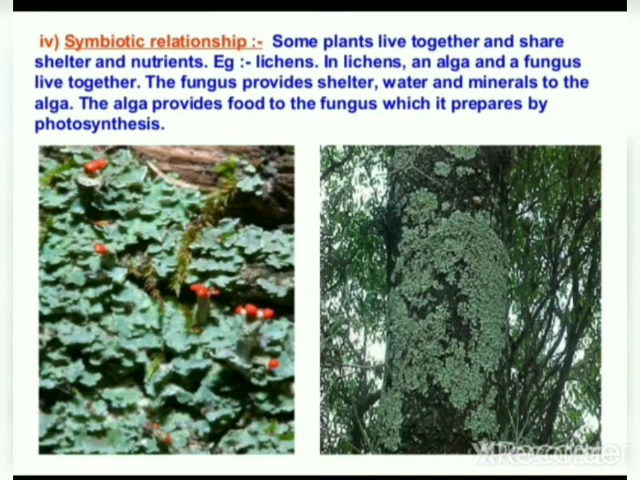 iv) Symbiotic relationship :- Some plants live together and share
shelter and nutrients. Eg :- lichens. In lichens, an alga and a fungus
live together. The fungus provides shelter, water and minerals to the
alga. The alga provides food to the fungus which it prepares by
photosynthesis.
XRecorder